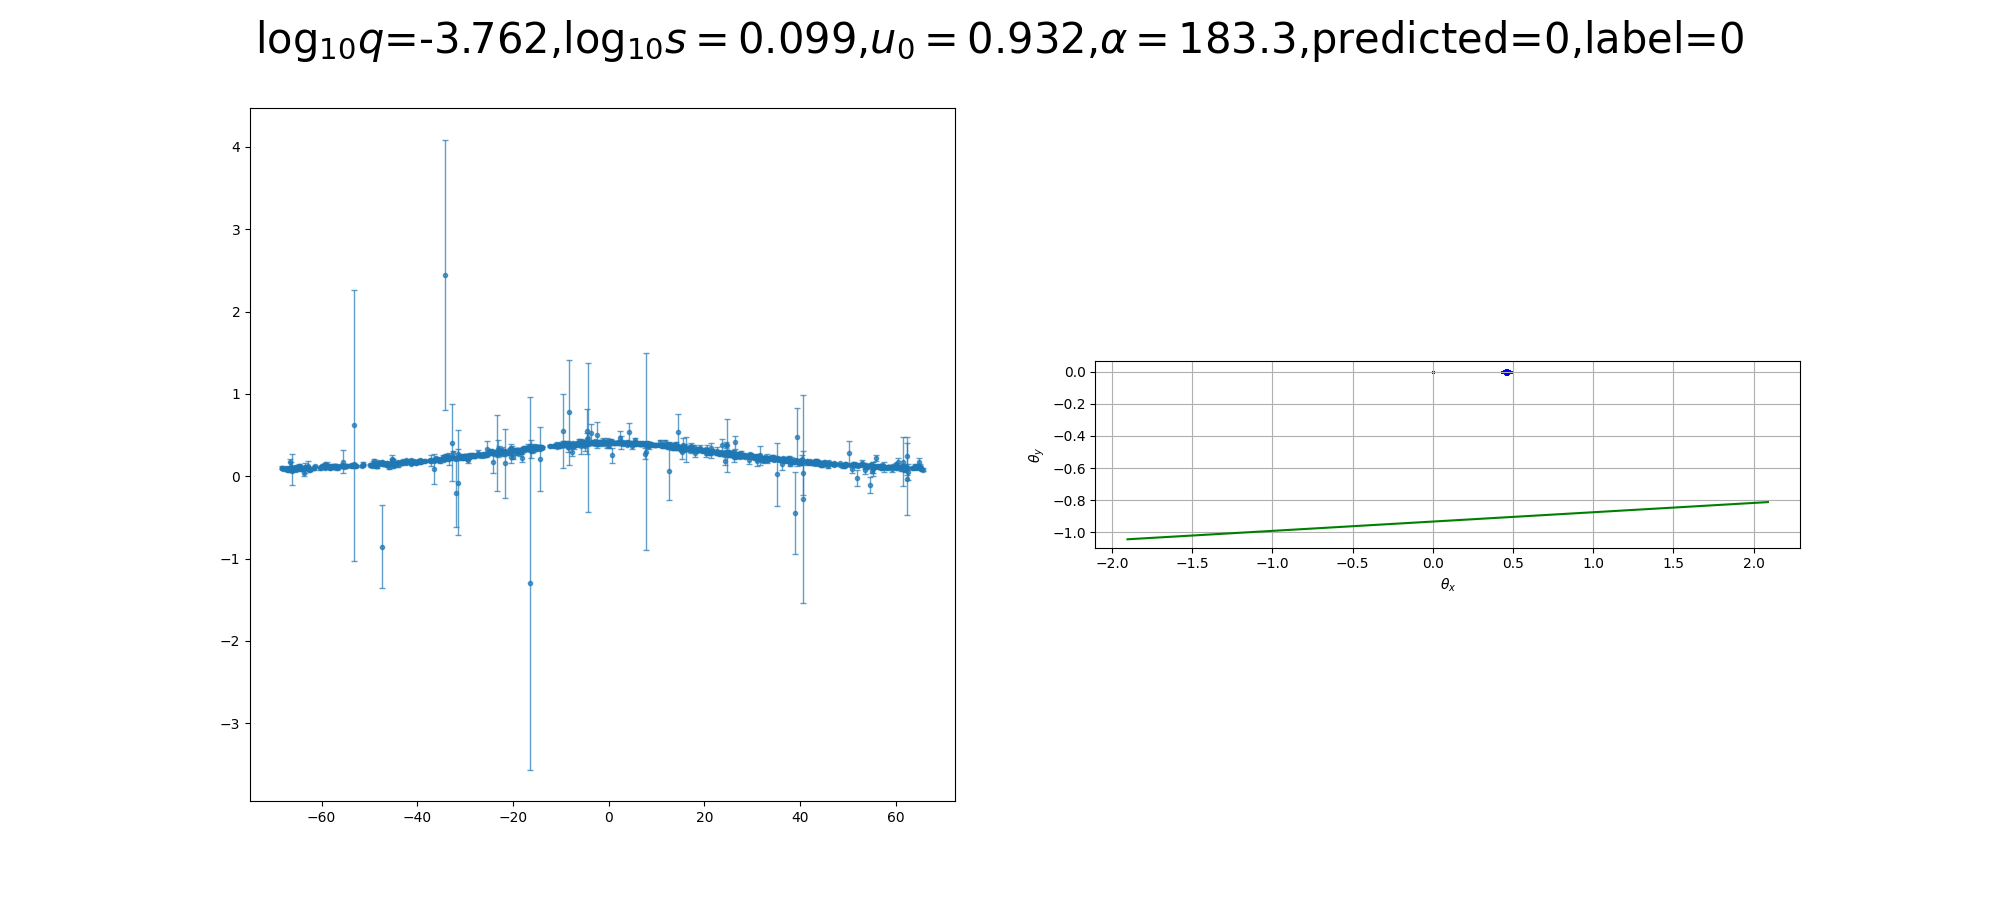 log₁₀q=-3.762,log₁₀s = 0.099,u₀ = 0.932,α = 183.3,predicted=0,label=0
4
3
2
1
0
−1
−2
−3
−60 −40 −20 0 20 40 60
0.0
−0.2
−0.4
−0.6
−0.8
−1.0
θy
−2.0 −1.5 −1.0 −0.5 0.0 0.5 1.0 1.5 2.0
θx